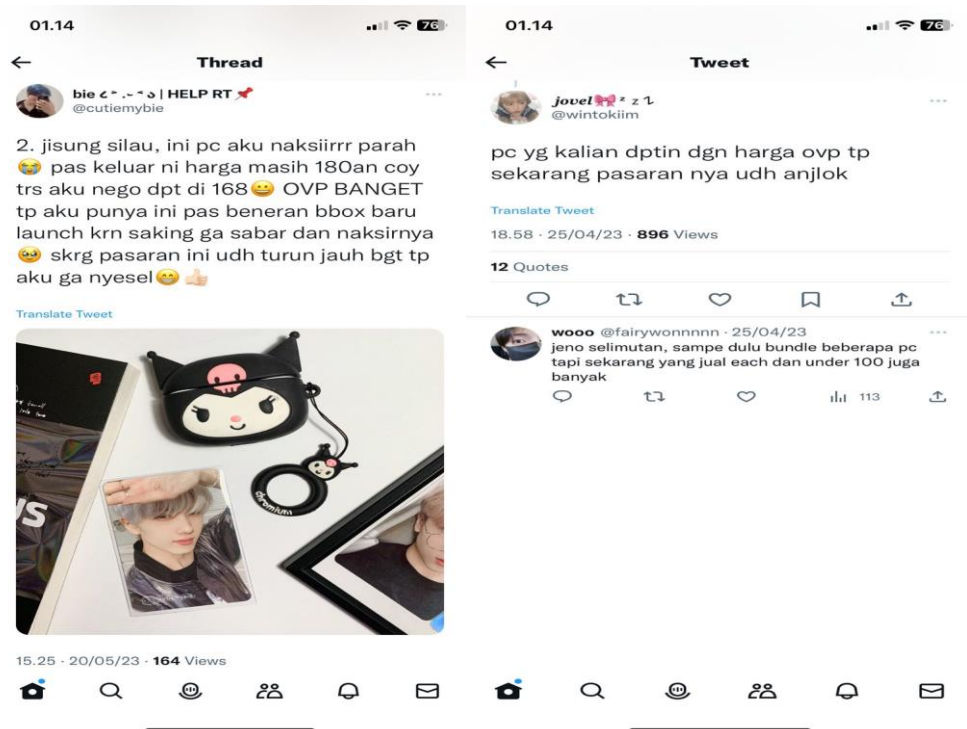 01.14
76
Thread
bie | HELP RT 📌
@cutiemybie
2. jisung silau, ini pc aku naksiirrr parah
😭 pas keluar ni harga masih 180an coy
trs aku nego dpt di 168😀 OVP BANGET
tp aku punya ini pas beneran bbox baru
launch krn saking ga sabar dan naksirnya
🥹 skrg pasaran ini udh turun jauh bgt tp
aku ga nyesel😁👍🏻
Translate Tweet
chromium
15.25 · 20/05/23 · 164 Views
01.14
76
Tweet
jovel🎀 ᶻ z
@wintokiim
pc yg kalian dptin dgn harga ovp tp
sekarang pasaran nya udh anjlok
Translate Tweet
18.58 · 25/04/23 · 896 Views
12 Quotes
wooo @fairywonnnnn · 25/04/23
jeno selimutan, sampe dulu bundle beberapa pc
tapi sekarang yang jual each dan under 100 juga
banyak
113